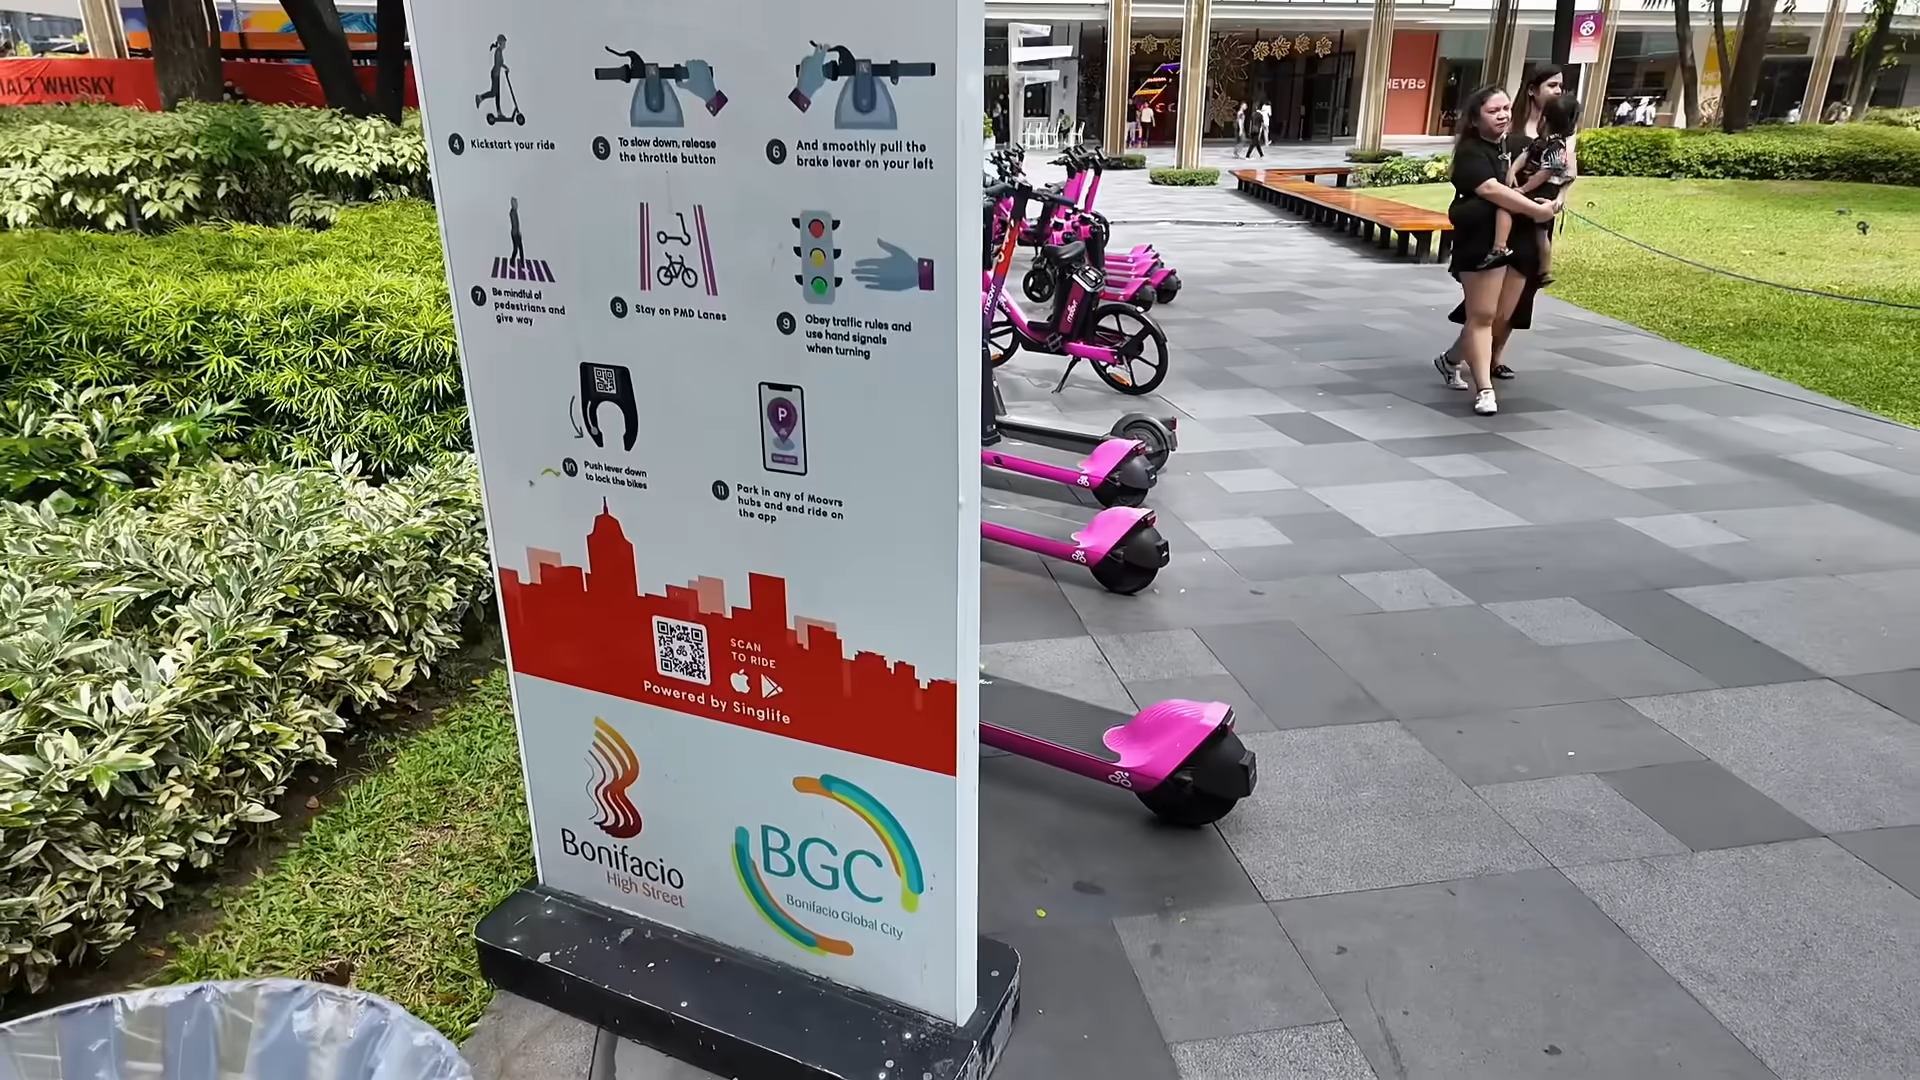 MALT WHISKY
4 Kickstart your ride
5 To slow down, release
the throttle button
6 And smoothly pull the
brake lever on your left
7 Be mindful of
pedestrians and
give way
8 Stay on PMD Lanes
9 Obey traffic rules and
use hand signals
when turning
10 Push lever down
to lock the bikes
P
11 Park in any of Moovrs
hubs and end ride on
the app
SCAN
TO RIDE
Powered by Singlife
Bonifacio
High Street
BGC
Bonifacio Global City
HEYBO
moovr
moovr